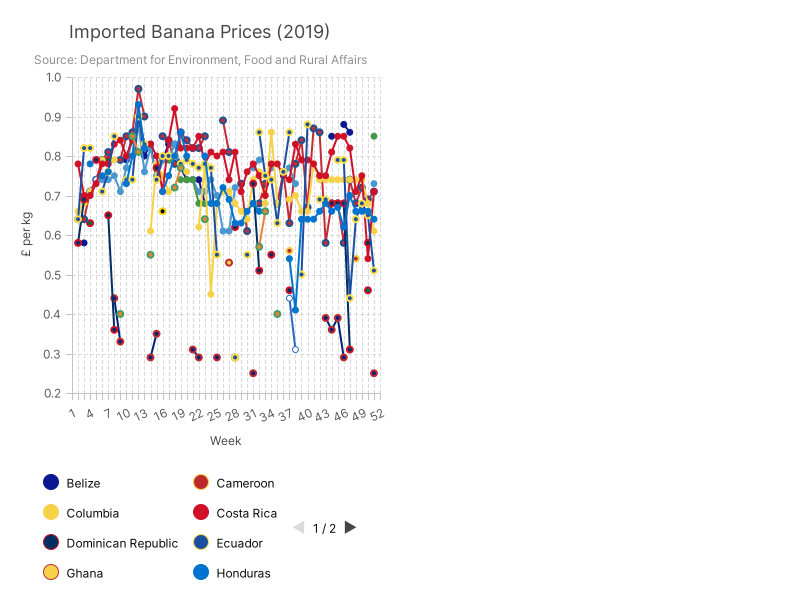 Imported Banana Prices (2019)
Source: Department for Environment, Food and Rural Affairs
1.0
0.9
0.8
0.7
0.6
0.5
0.4
0.3
0.2
£ per kg
1 4 7 10 13 16 19 22 25 28 31 34 37 40 43 46 49 52
Week
Belize Cameroon
Columbia Costa Rica
1 / 2
Dominican Republic Ecuador
Ghana Honduras